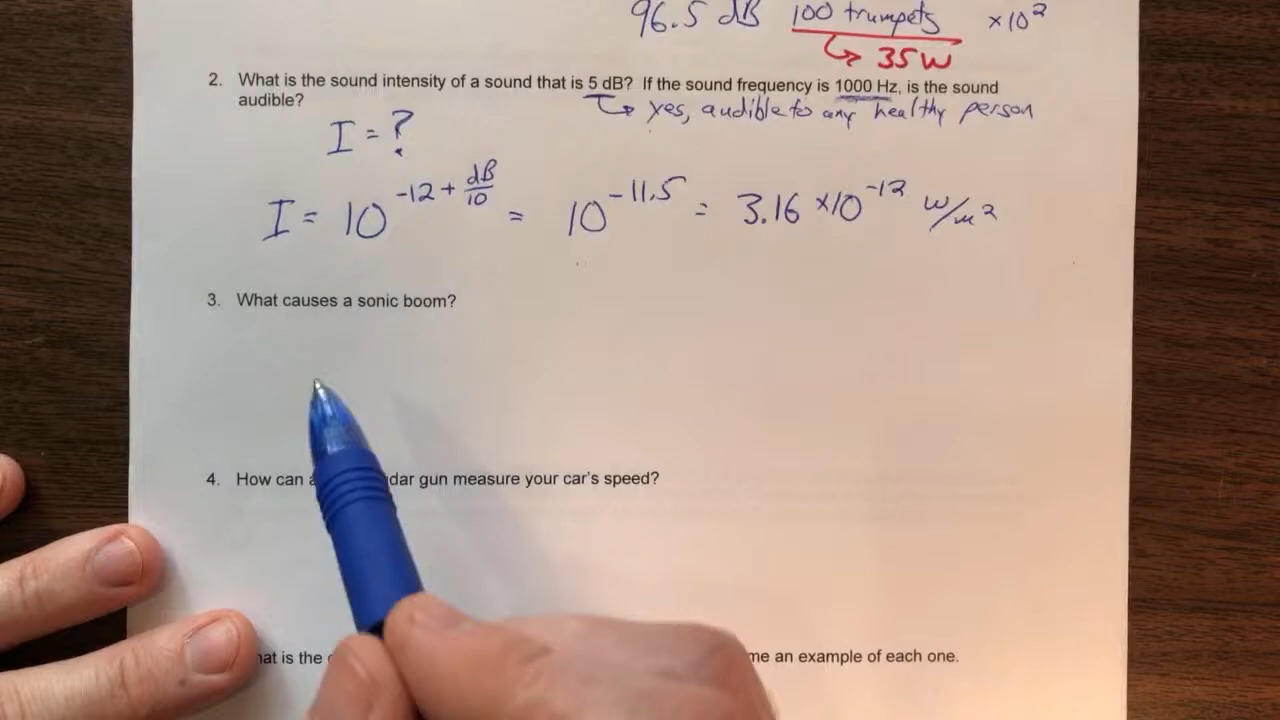 96.5 dB 100 trumpets ×10²
↳ 35W
2. What is the sound intensity of a sound that is 5 dB? If the sound frequency is 1000 Hz, is the sound
audible?
↳ yes, audible to any healthy person
I = ?
I = 10^(-12 + dB/10) = 10^(-11.5) = 3.16 ×10^(-12) W/m²
3. What causes a sonic boom?
4. How can dar gun measure your car's speed?
hat is the me an example of each one.